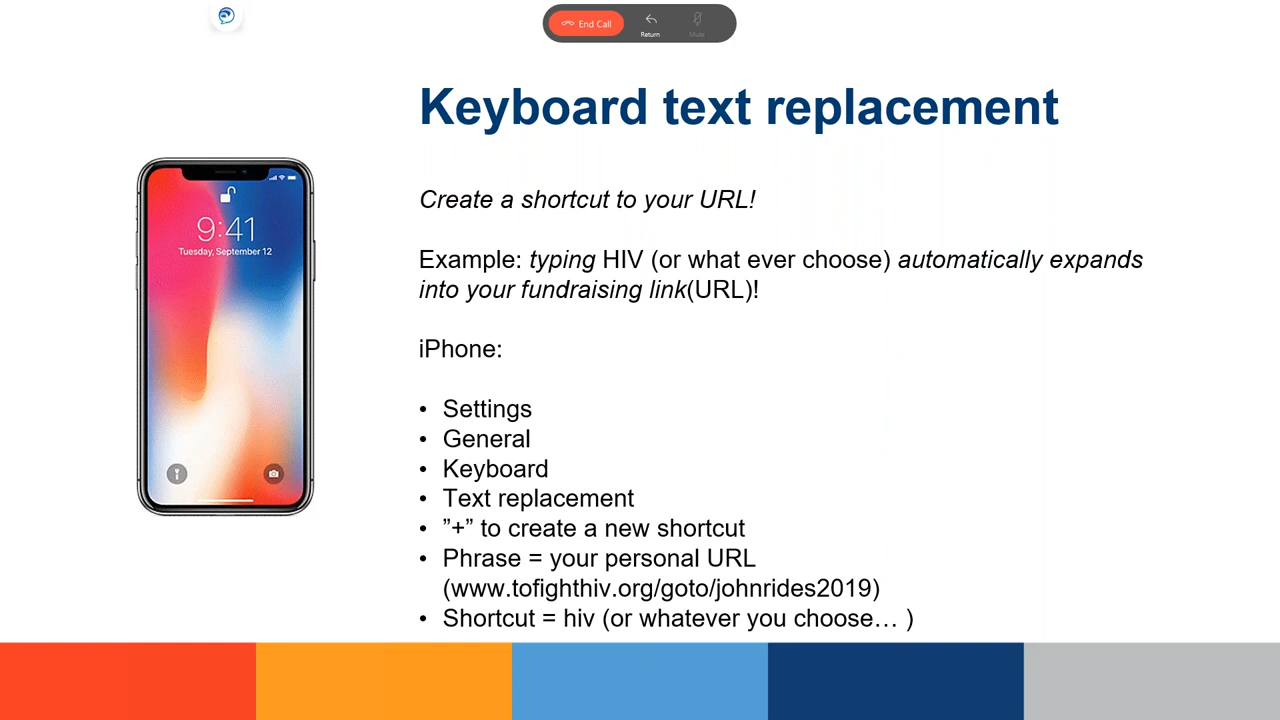 End Call
Return
Mute
Keyboard text replacement
Create a shortcut to your URL!
Example: typing HIV (or what ever choose) automatically expands
into your fundraising link(URL)!
iPhone:
• Settings
• General
• Keyboard
• Text replacement
• ”+” to create a new shortcut
• Phrase = your personal URL
(www.tofighthiv.org/goto/johnrides2019)
• Shortcut = hiv (or whatever you choose… )
9:41
Tuesday, September 12